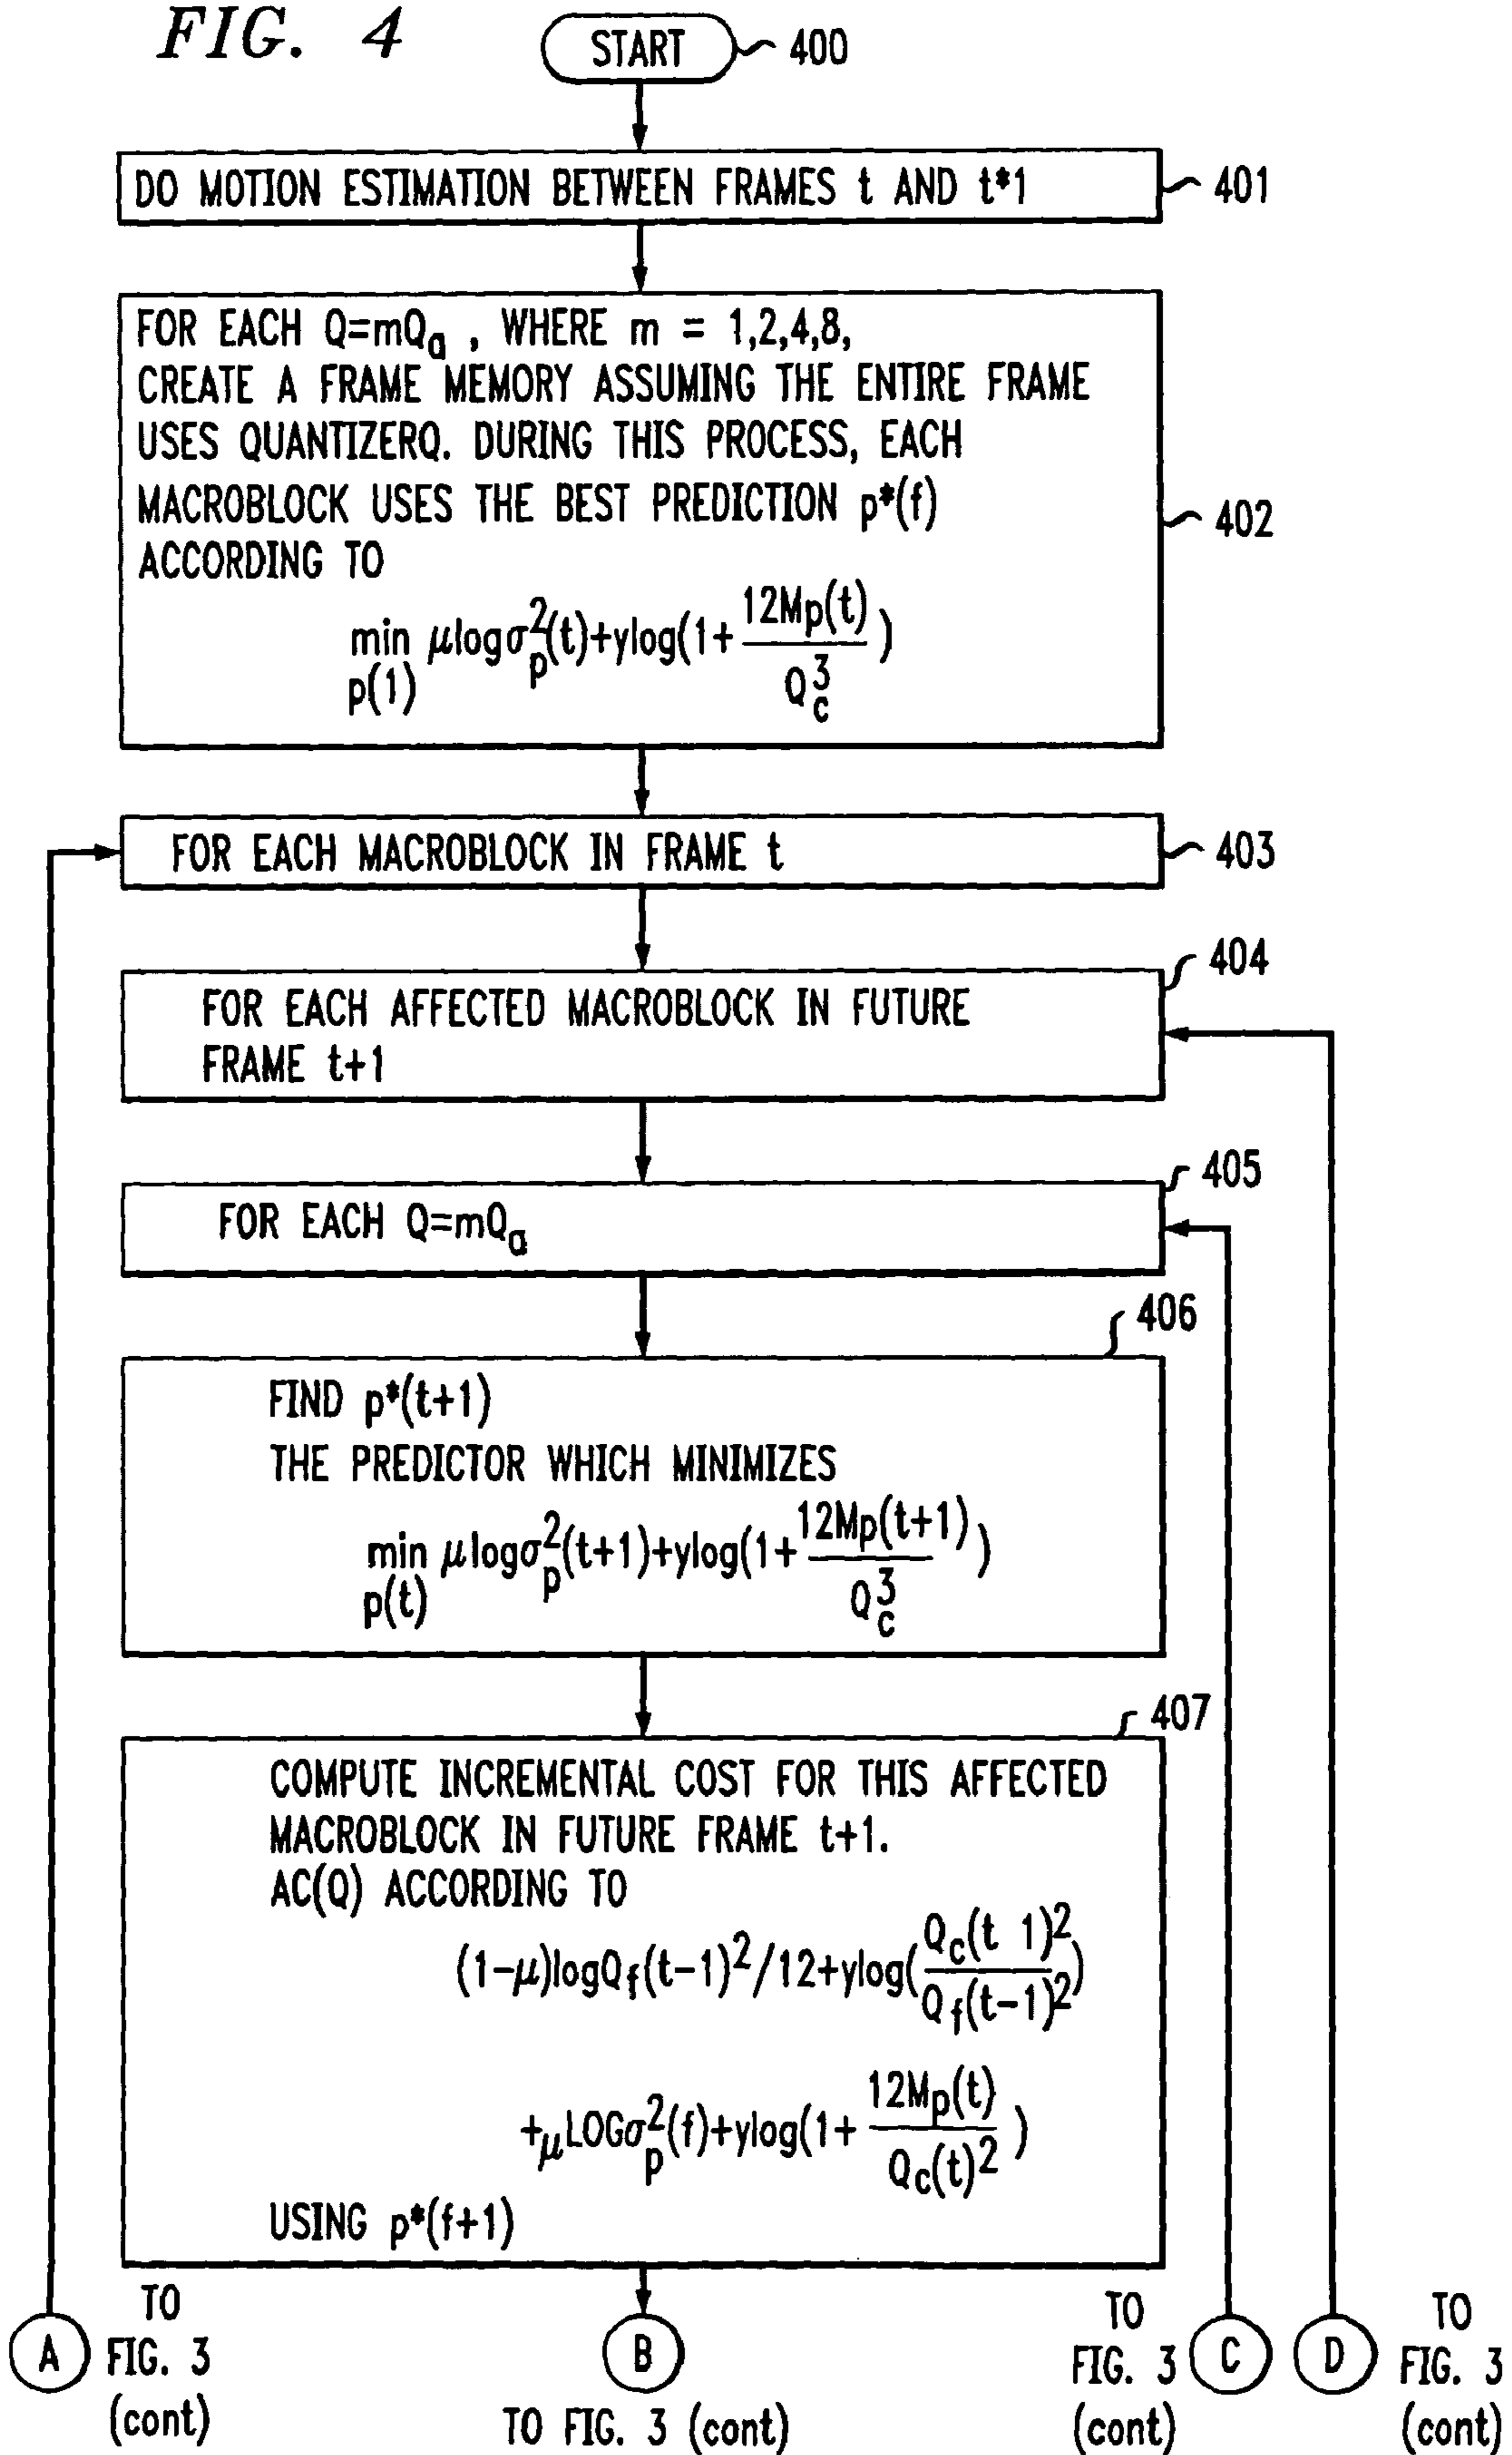 FIG. 4
START 400
DO MOTION ESTIMATION BETWEEN FRAMES t AND t*1 401
FOR EACH Q=mQa , WHERE m = 1,2,4,8,
CREATE A FRAME MEMORY ASSUMING THE ENTIRE FRAME
USES QUANTIZERQ. DURING THIS PROCESS, EACH
MACROBLOCK USES THE BEST PREDICTION p*(f)
402
ACCORDING TO
min p(1) μlogσp²(t)+ylog(1+ 12Mp(t) / Qc³ )
FOR EACH MACROBLOCK IN FRAME t 403
404
FOR EACH AFFECTED MACROBLOCK IN FUTURE
FRAME t+1
405
FOR EACH Q=mQa
406
FIND p*(t+1)
THE PREDICTOR WHICH MINIMIZES
min p(t) μlogσp²(t+1)+ylog(1+ 12Mp(t+1) / Qc³ )
407
COMPUTE INCREMENTAL COST FOR THIS AFFECTED
MACROBLOCK IN FUTURE FRAME t+1.
AC(Q) ACCORDING TO
(1-μ)logQf(t-1)²/12+ylog( Qc(t 1)² / Qf(t-1)² )
+μLOGσp²(f)+ylog(1+ 12Mp(t) / Qc(t)² )
USING p*(f+1)
A TO
FIG. 3
(cont)
B
TO FIG. 3 (cont)
TO
FIG. 3
(cont)
C
D
TO
FIG. 3
(cont)